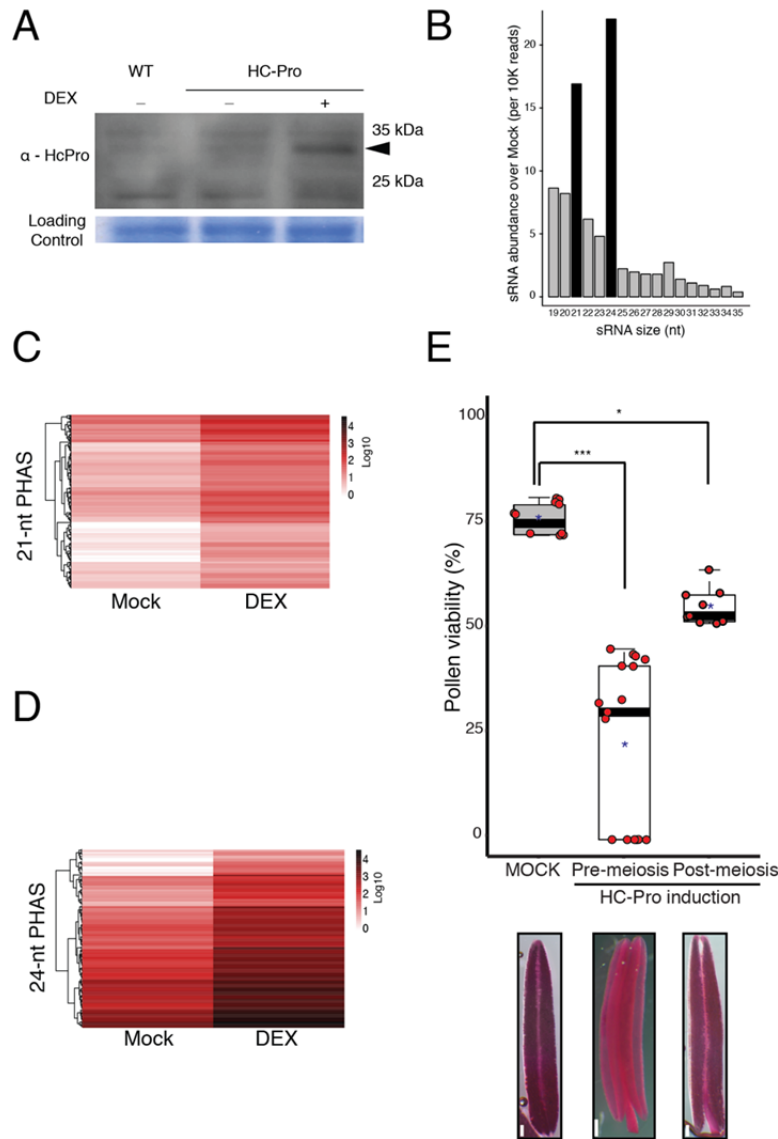 A
WT
HC-Pro
DEX
–
–
+
α - HcPro
35 kDa
25 kDa
Loading
Control
B
sRNA abundance over Mock (per 10K reads)
20
15
10
5
0
19 20 21 22 23 24 25 26 27 28 29 30 31 32 33 34 35
sRNA size (nt)
C
21-nt PHAS
Mock
DEX
4
3
2
1
0
Log10
D
24-nt PHAS
Mock
DEX
4
3
2
1
0
Log10
E
Pollen viability (%)
100
75
50
25
0
*
***
MOCK
Pre-meiosis
Post-meiosis
HC-Pro induction